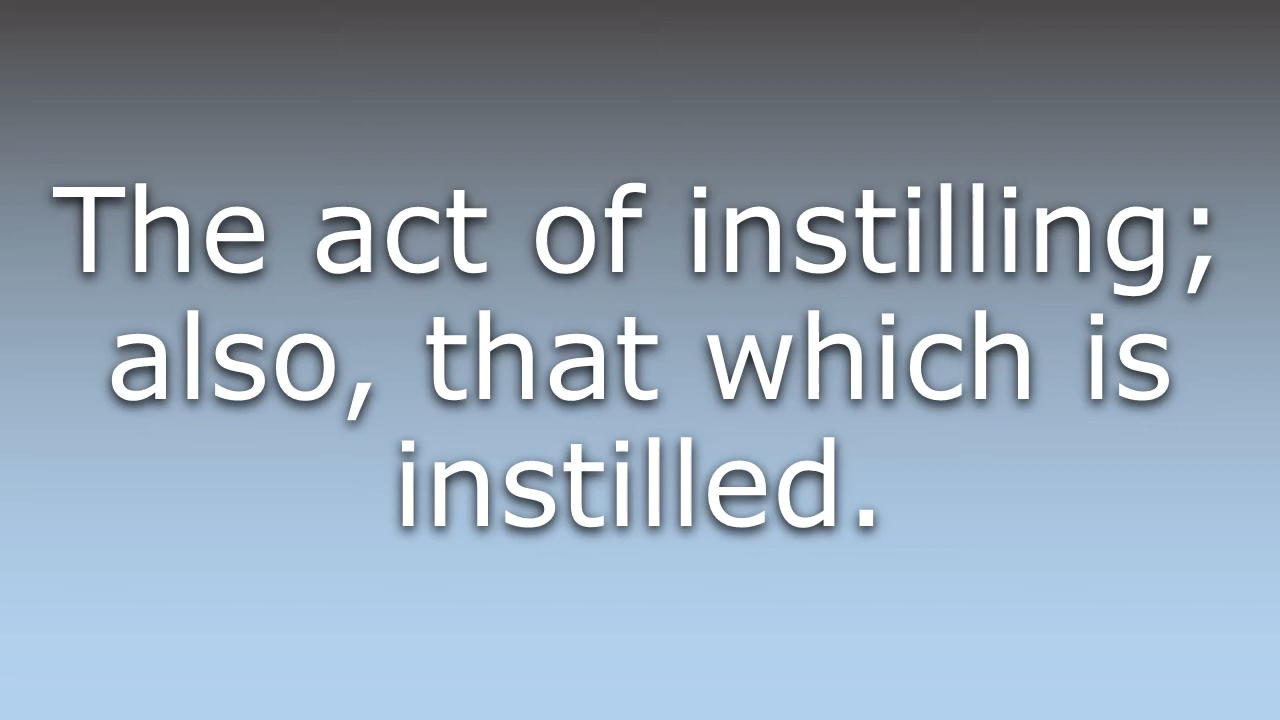 The act of instilling;
also, that which is
instilled.